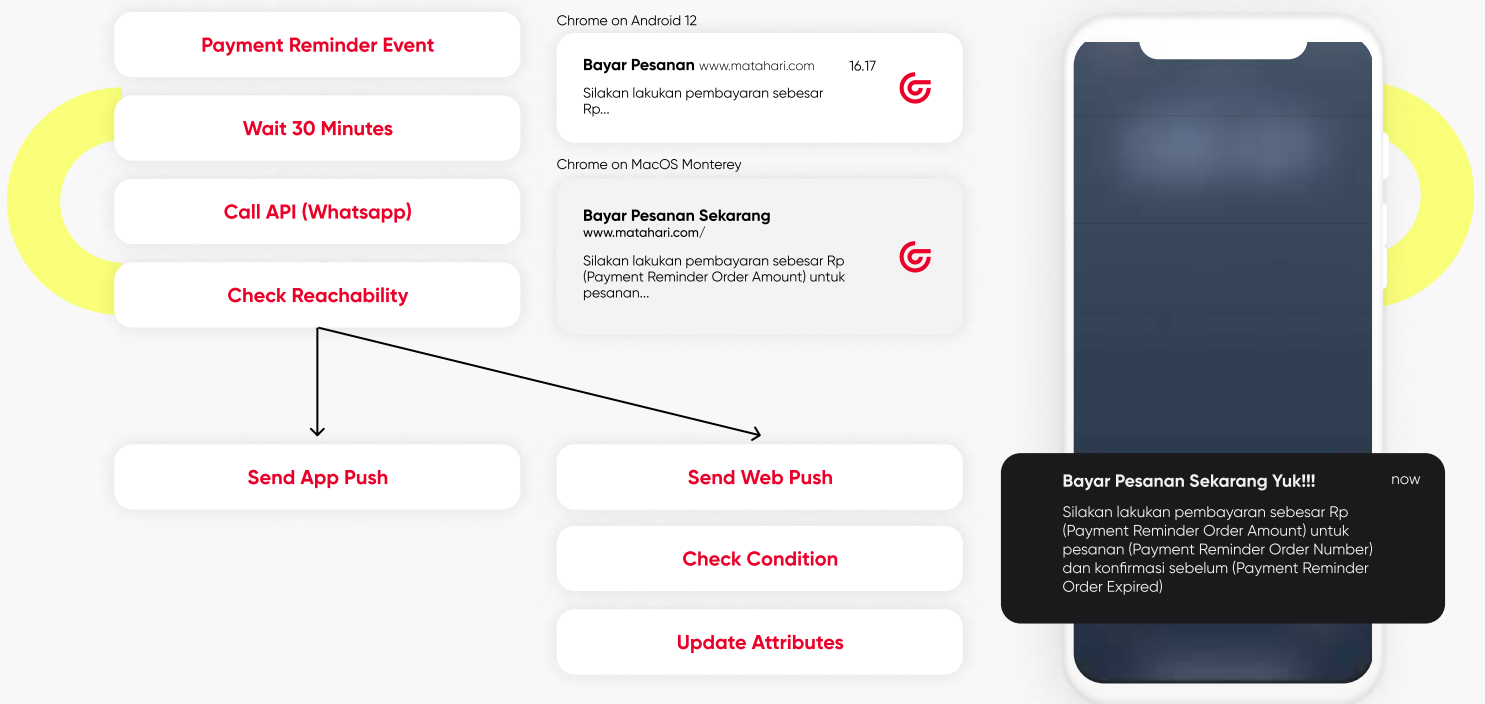 Payment Reminder Event
Wait 30 Minutes
Call API (Whatsapp)
Check Reachability
Send App Push
Chrome on Android 12
Bayar Pesanan www.matahari.com 16.17
Silakan lakukan pembayaran sebesar
Rp...
Chrome on MacOS Monterey
Bayar Pesanan Sekarang
www.matahari.com/
Silakan lakukan pembayaran sebesar Rp
(Payment Reminder Order Amount) untuk
pesanan...
Send Web Push
Check Condition
Update Attributes
Bayar Pesanan Sekarang Yuk!!! now
Silakan lakukan pembayaran sebesar Rp
(Payment Reminder Order Amount) untuk
pesanan (Payment Reminder Order Number)
dan konfirmasi sebelum (Payment Reminder
Order Expired)